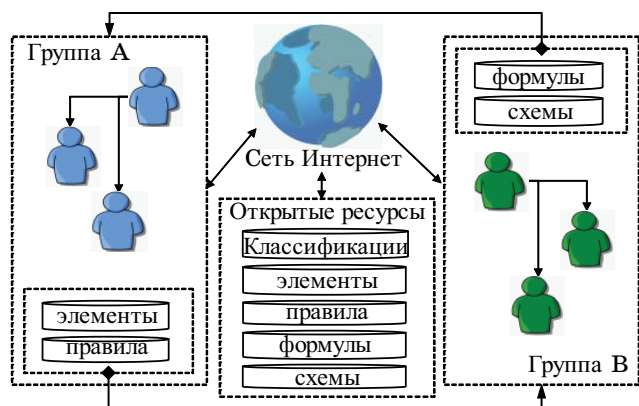 Группа А
элементы
правила
Сеть Интернет
Открытые ресурсы
Классификации
элементы
правила
формулы
схемы
формулы
схемы
Группа В